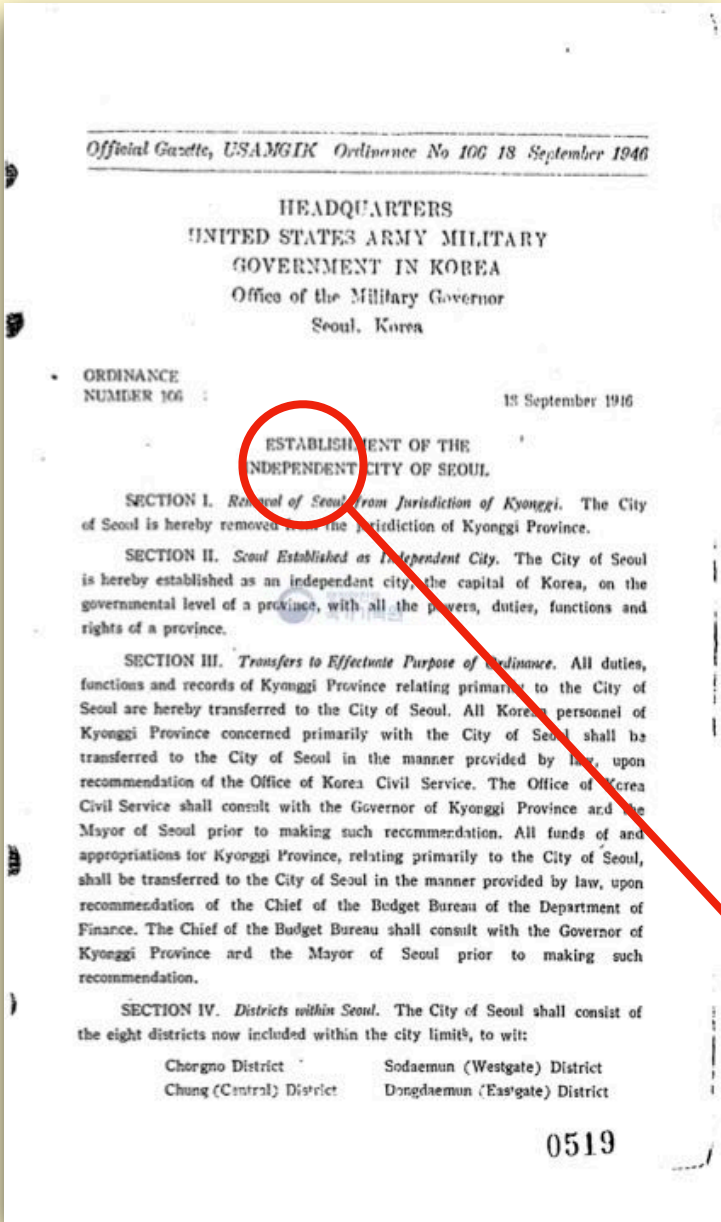 Official Gazette, USAMGIK Ordinance No 106 18 September 1946
HEADQUARTERS
UNITED STATES ARMY MILITARY
GOVERNMENT IN KOREA
Office of the Military Governor
Seoul, Korea
ORDINANCE
NUMBER 106 :
18 September 1946
ESTABLISHMENT OF THE
INDEPENDENT CITY OF SEOUL
SECTION I. Removal of Seoul from Jurisdiction of Kyonggi. The City
of Seoul is hereby removed from the jurisdiction of Kyonggi Province.
SECTION II. Seoul Established as Independent City. The City of Seoul
is hereby established as an independent city, the capital of Korea, on the
governmental level of a province, with all the powers, duties, functions and
국가기록원
rights of a province.
SECTION III. Transfers to Effectuate Purpose of Ordinance. All duties,
functions and records of Kyonggi Province relating primarily to the City of
Seoul are hereby transferred to the City of Seoul. All Korean personnel of
Kyonggi Province concerned primarily with the City of Seoul shall be
transferred to the City of Seoul in the manner provided by law, upon
recommendation of the Office of Korea Civil Service. The Office of Korea
Civil Service shall consult with the Governor of Kyonggi Province and the
Mayor of Seoul prior to making such recommendation. All funds of and
appropriations for Kyonggi Province, relating primarily to the City of Seoul,
shall be transferred to the City of Seoul in the manner provided by law, upon
recommendation of the Chief of the Budget Bureau of the Department of
Finance. The Chief of the Budget Bureau shall consult with the Governor of
Kyonggi Province and the Mayor of Seoul prior to making such
recommendation.
SECTION IV. Districts within Seoul. The City of Seoul shall consist of
the eight districts now included within the city limits, to wit:
Chorgno District Sodaemun (Westgate) District
Chung (Central) District Dongdaemun (Eastgate) District
0519